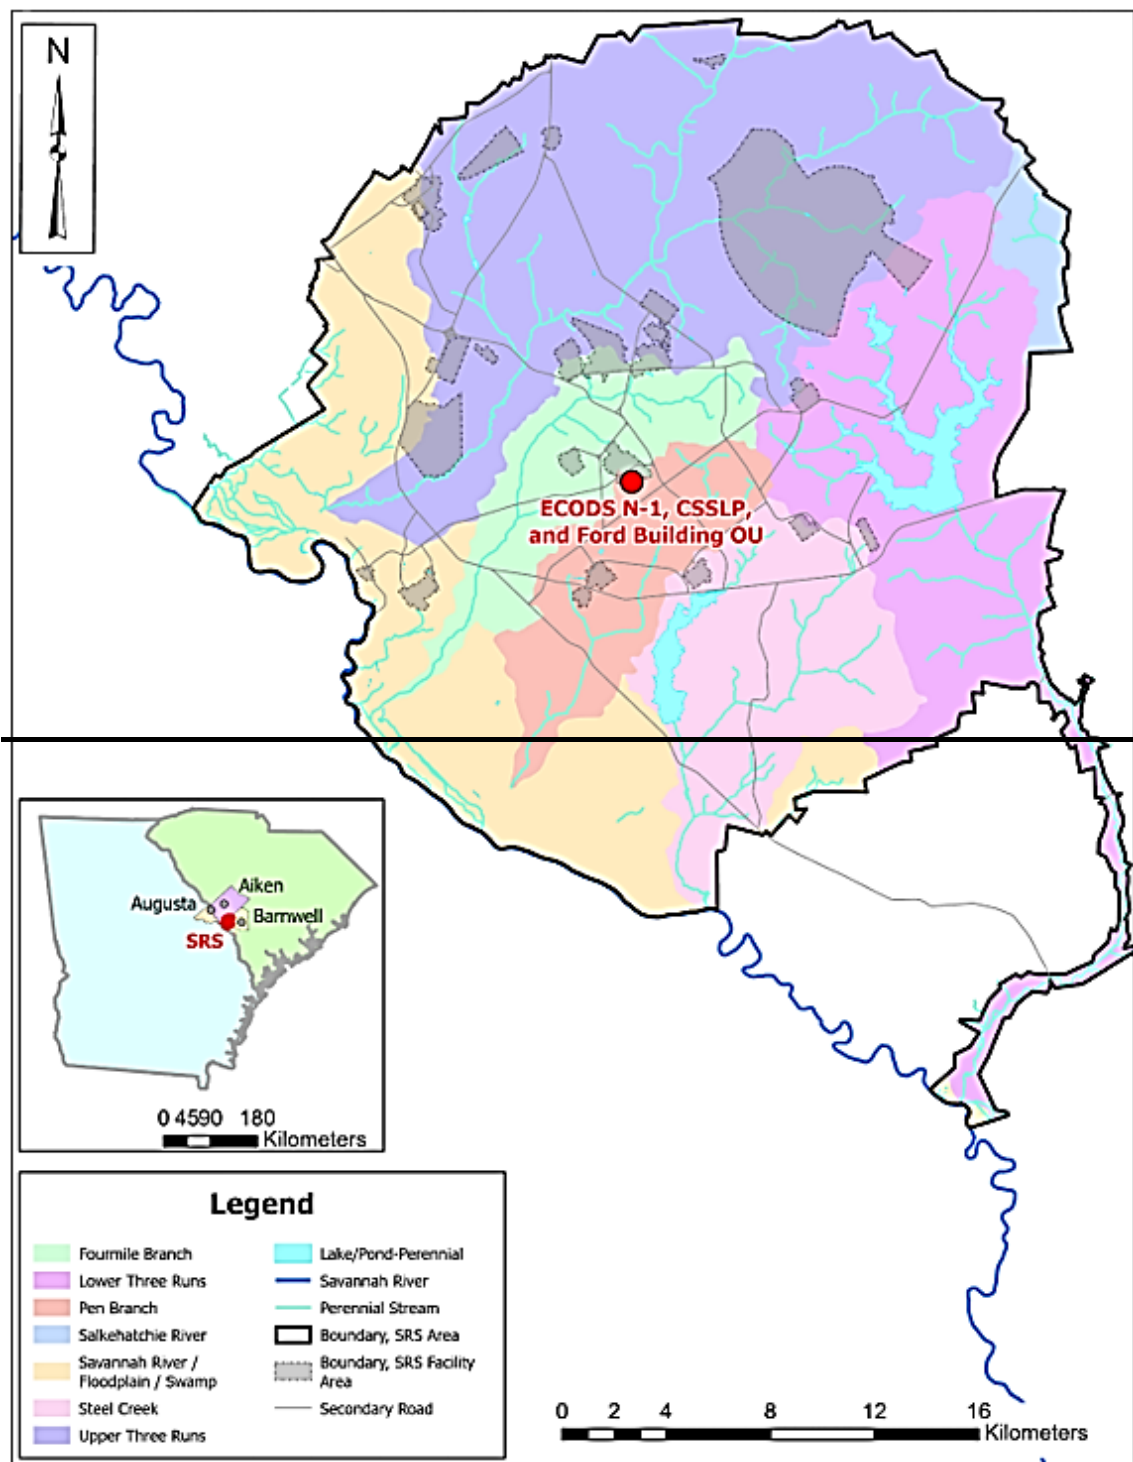 N
ECODS N-1, CSSLP,
and Ford Building OU
Aiken
Augusta
Barnwell
SRS
0 4590 180
Kilometers
Legend
Fourmile Branch
Lower Three Runs
Pen Branch
Salkehatchie River
Savannah River /
Floodplain / Swamp
Steel Creek
Upper Three Runs
Lake/Pond-Perennial
Savannah River
Perennial Stream
Boundary, SRS Area
Boundary, SRS Facility
Area
Secondary Road
0 2 4 8 12 16
Kilometers